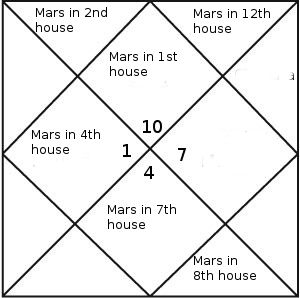 Mars in 2nd
house
Mars in 12th
house
Mars in 1st
house
Mars in 4th
house
10
1
7
4
Mars in 7th
house
Mars in
8th house